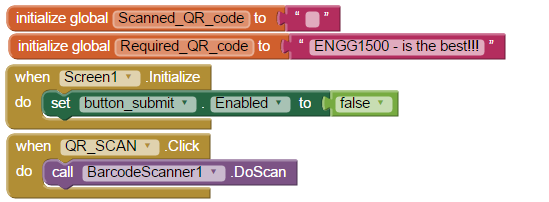 initialize global Scanned_QR_code to " "
initialize global Required_QR_code to " ENGG1500 - is the best!!! "
when Screen1 .Initialize
do set button_submit . Enabled to false
when QR_SCAN .Click
do call BarcodeScanner1 .DoScan